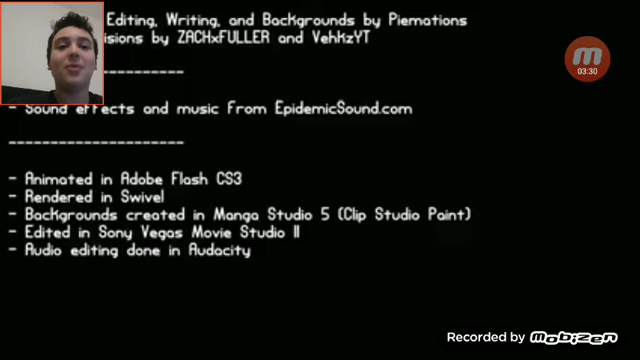 Editing, Writing, and Backgrounds by Piemations
isions by ZACHxFULLER and VehKzYT
---------------------
- Sound effects and music from EpidemicSound.com
---------------------
- Animated in Adobe Flash CS3
- Rendered in Swivel
- Backgrounds created in Manga Studio 5 (Clip Studio Paint)
- Edited in Sony Vegas Movie Studio 11
- Audio editing done in Audacity
03:30
Recorded by Mobizen